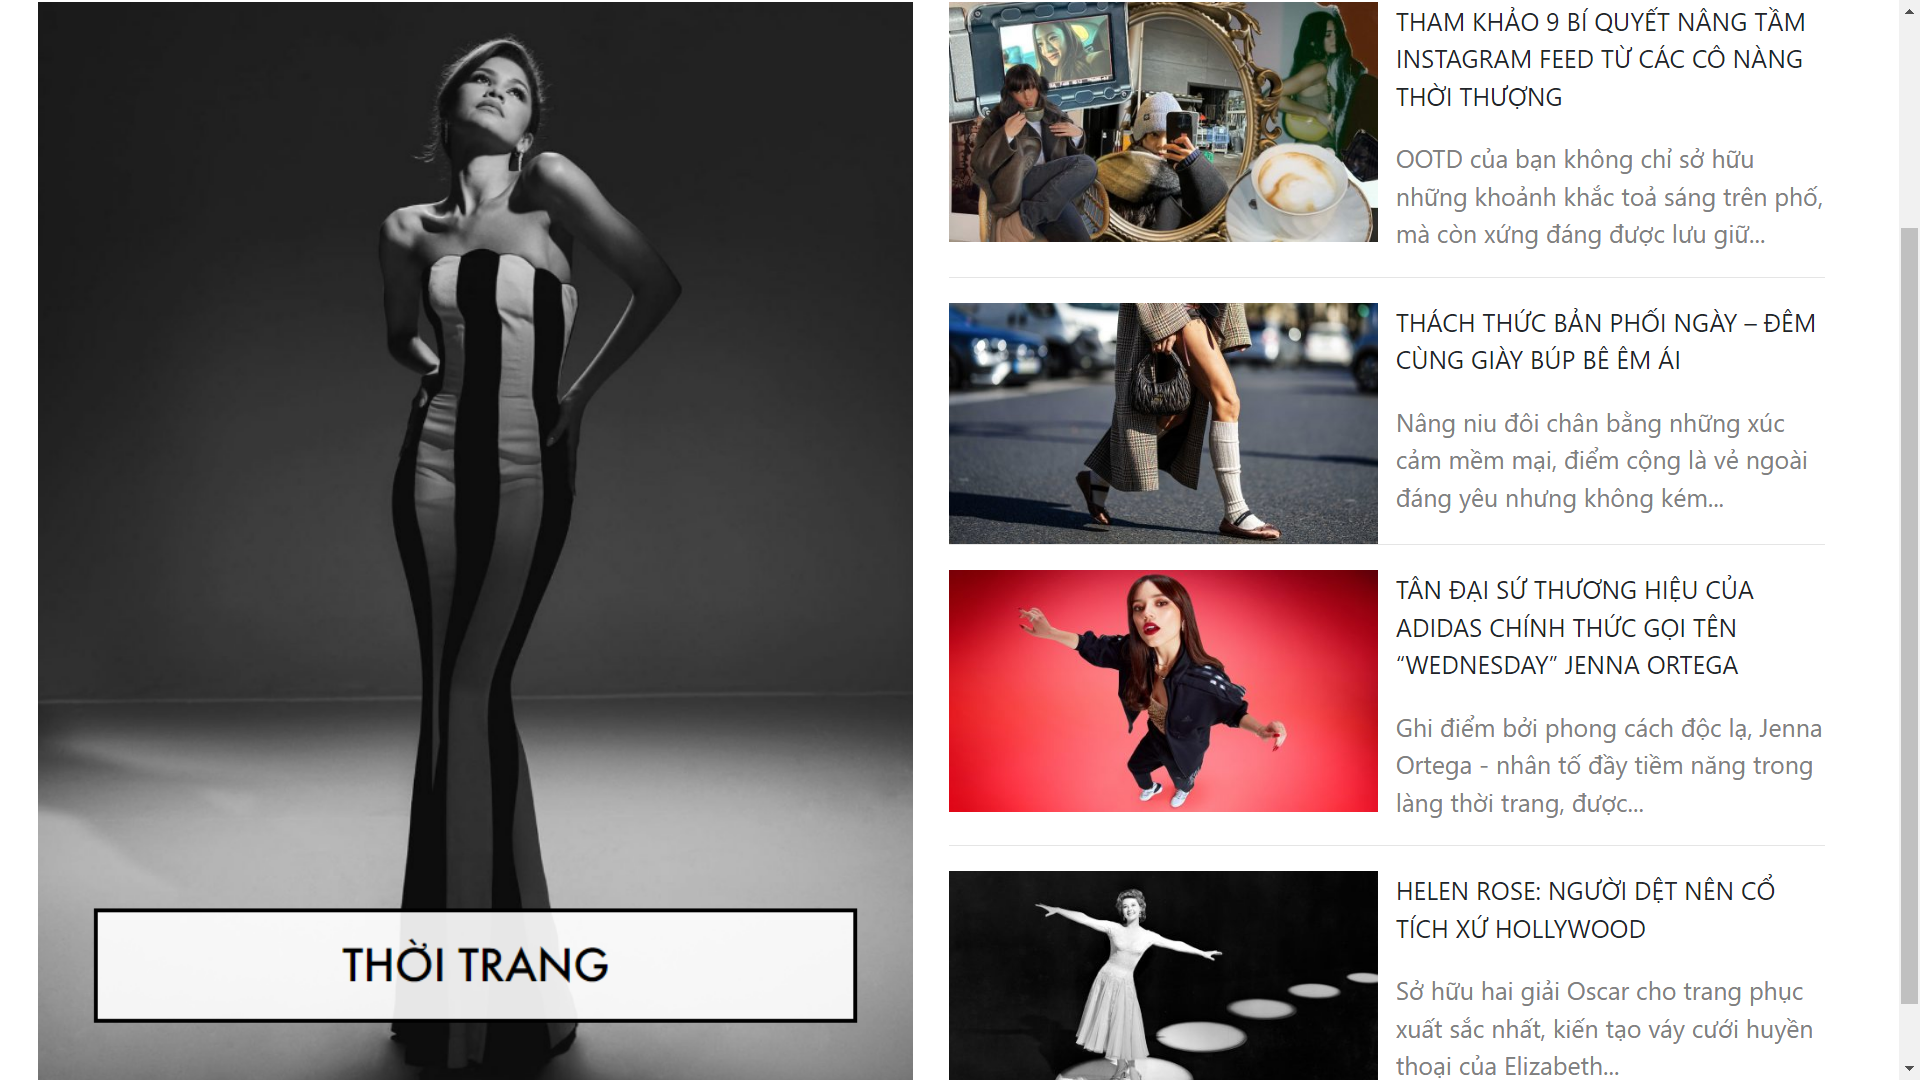 THỜI TRANG
THAM KHẢO 9 BÍ QUYẾT NÂNG TẦM
INSTAGRAM FEED TỪ CÁC CÔ NÀNG
THỜI THƯỢNG
OOTD của bạn không chỉ sở hữu
những khoảnh khắc toả sáng trên phố,
mà còn xứng đáng được lưu giữ...
THÁCH THỨC BẢN PHỐI NGÀY – ĐÊM
CÙNG GIÀY BÚP BÊ ÊM ÁI
Nâng niu đôi chân bằng những xúc
cảm mềm mại, điểm cộng là vẻ ngoài
đáng yêu nhưng không kém...
TÂN ĐẠI SỨ THƯƠNG HIỆU CỦA
ADIDAS CHÍNH THỨC GỌI TÊN
“WEDNESDAY” JENNA ORTEGA
Ghi điểm bởi phong cách độc lạ, Jenna
Ortega - nhân tố đầy tiềm năng trong
làng thời trang, được...
HELEN ROSE: NGƯỜI DỆT NÊN CỔ
TÍCH XỨ HOLLYWOOD
Sở hữu hai giải Oscar cho trang phục
xuất sắc nhất, kiến tạo váy cưới huyền
thoại của Elizabeth...